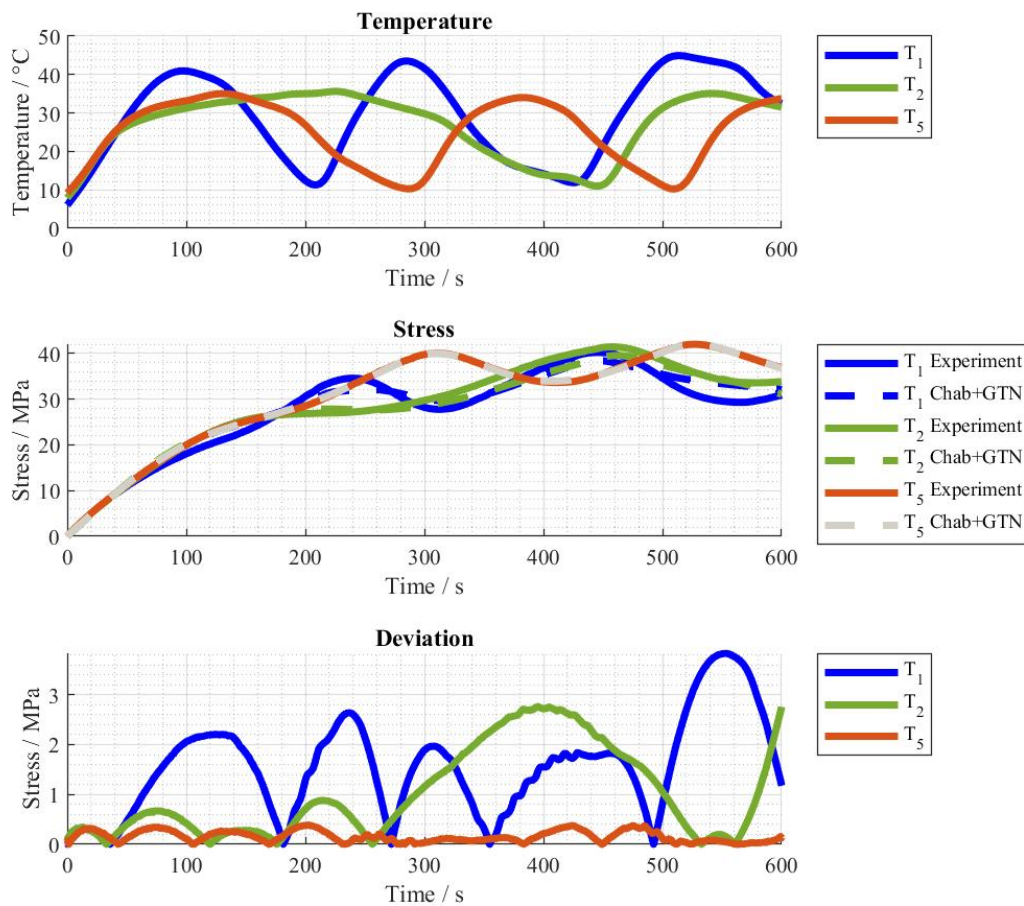 Temperature
50
40
30
20
10
0
Temperature / °C
0 100 200 300 400 500 600
Time / s
T1
T2
T5
Stress
40
30
20
10
0
Stress / MPa
0 100 200 300 400 500 600
Time / s
T1 Experiment
T1 Chab+GTN
T2 Experiment
T2 Chab+GTN
T5 Experiment
T5 Chab+GTN
Deviation
3
2
1
0
Stress / MPa
0 100 200 300 400 500 600
Time / s
T1
T2
T5